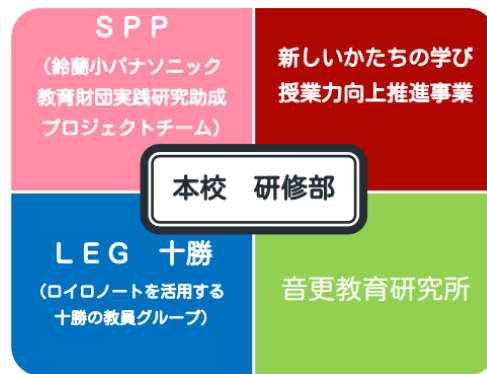 ＳＰＰ
（鈴蘭小パナソニック
教育財団実践研究助成
プロジェクトチーム）
新しいかたちの学び
授業力向上推進事業
本校　研修部
ＬＥＧ　十勝
（ロイロノートを活用する
十勝の教員グループ）
音更教育研究所